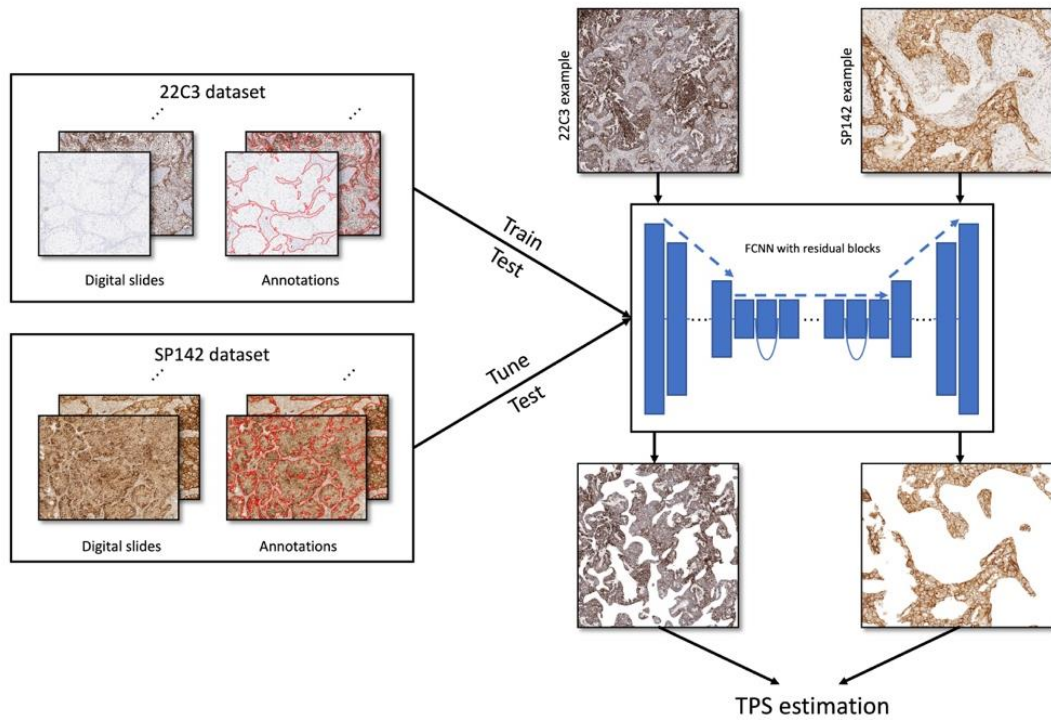 22C3 dataset
...
...
Digital slides
Annotations
SP142 dataset
...
...
Digital slides
Annotations
Train
Test
Tune
Test
22C3 example
SP142 example
FCNN with residual blocks
...
...
...
TPS estimation